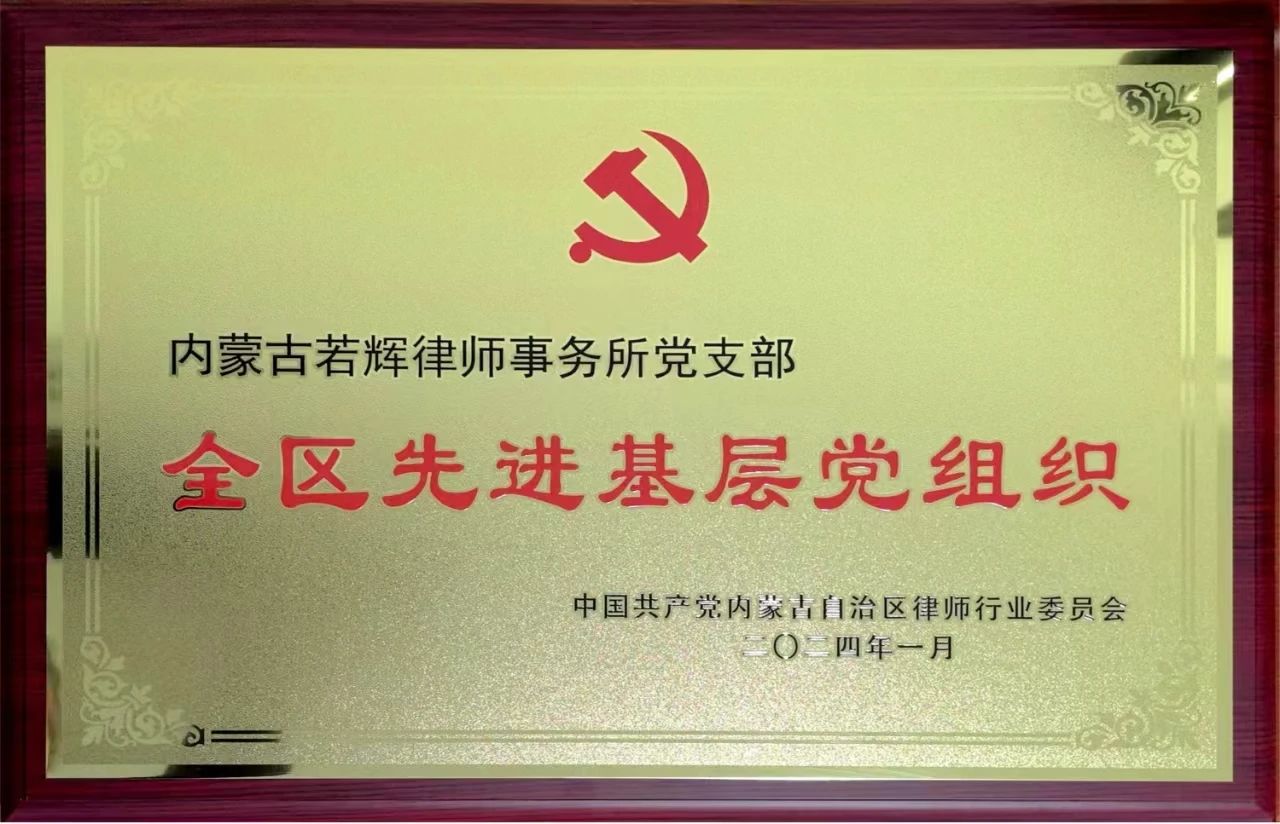 内蒙古若辉律师事务所党支部
全区先进基层党组织
中国共产党内蒙古自治区律师行业委员会
二〇二四年一月